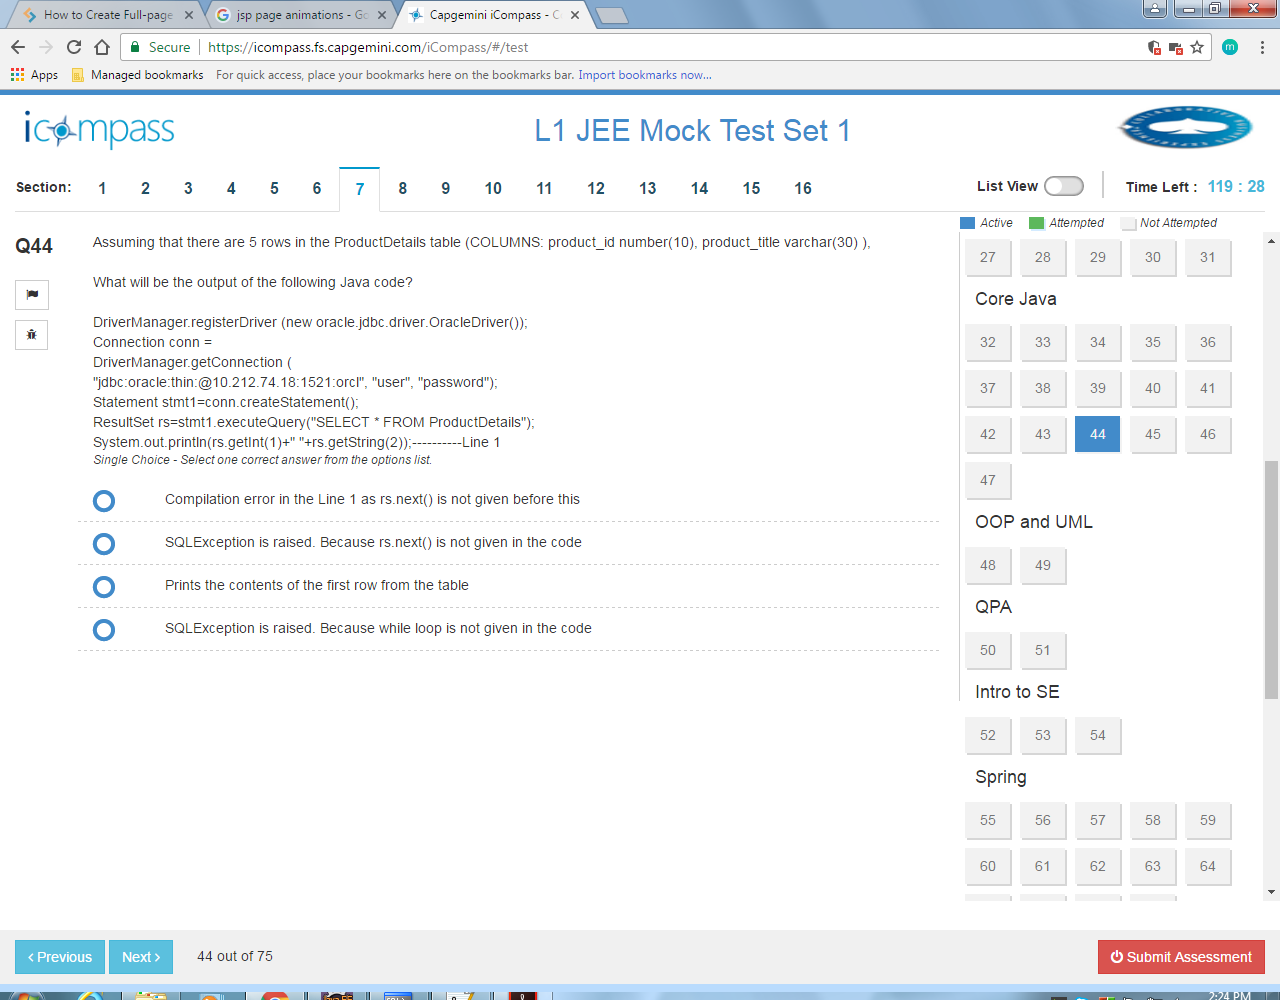 How to Create Full-page
jsp page animations - Go
Capgemini iCompass - C
Secure https://icompass.fs.capgemini.com/iCompass/#/test
m
Apps Managed bookmarks For quick access, place your bookmarks here on the bookmarks bar. Import bookmarks now...
icompass
L1 JEE Mock Test Set 1
Section: 1 2 3 4 5 6 7 8 9 10 11 12 13 14 15 16
List View
Time Left : 119 : 28
Active Attempted Not Attempted
Q44
Assuming that there are 5 rows in the ProductDetails table (COLUMNS: product_id number(10), product_title varchar(30) ),
What will be the output of the following Java code?
DriverManager.registerDriver (new oracle.jdbc.driver.OracleDriver());
Connection conn =
DriverManager.getConnection (
"jdbc:oracle:thin:@10.212.74.18:1521:orcl", "user", "password");
Statement stmt1=conn.createStatement();
ResultSet rs=stmt1.executeQuery("SELECT * FROM ProductDetails");
System.out.println(rs.getInt(1)+" "+rs.getString(2));----------Line 1
Single Choice - Select one correct answer from the options list.
Compilation error in the Line 1 as rs.next() is not given before this
SQLException is raised. Because rs.next() is not given in the code
Prints the contents of the first row from the table
SQLException is raised. Because while loop is not given in the code
27 28 29 30 31
Core Java
32 33 34 35 36
37 38 39 40 41
42 43 44 45 46
47
OOP and UML
48 49
QPA
50 51
Intro to SE
52 53 54
Spring
55 56 57 58 59
60 61 62 63 64
Previous
Next
44 out of 75
Submit Assessment
2:24 PM